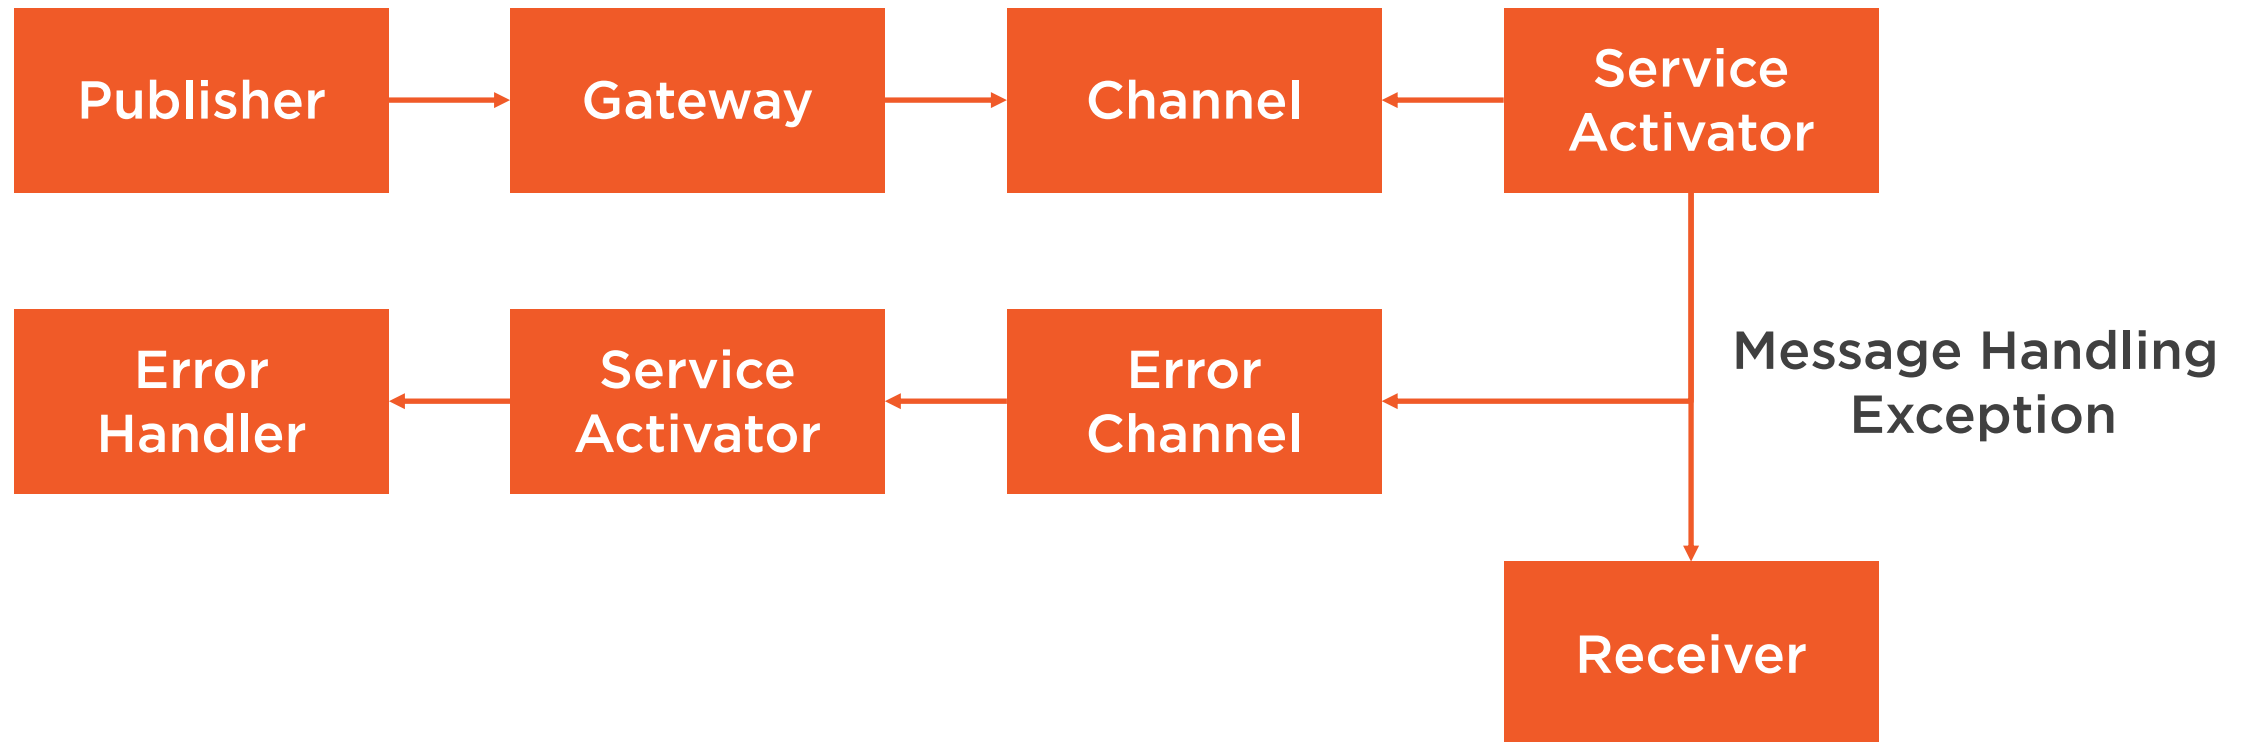 Publisher
Gateway
Channel
Service
Activator
Error
Handler
Service
Activator
Error
Channel
Message Handling
Exception
Receiver